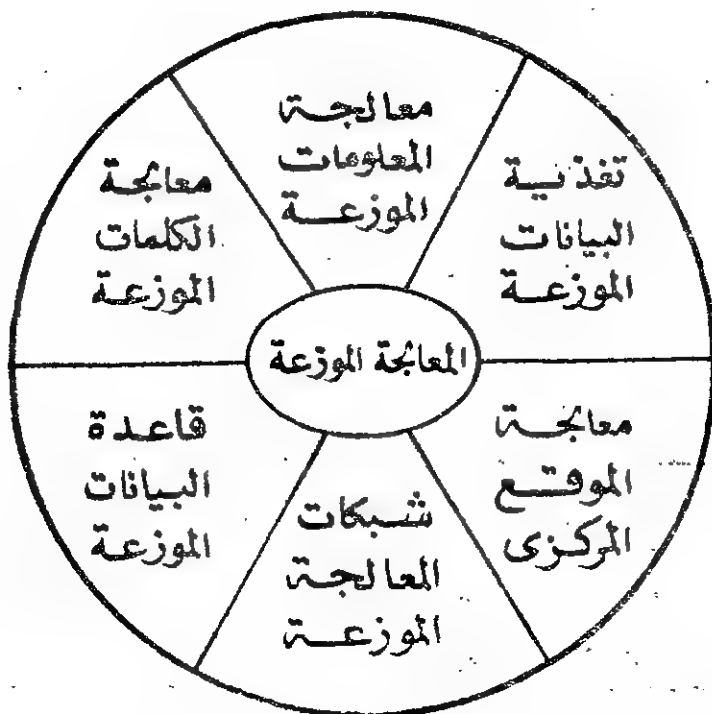 معالجة
المعلومات
الموزعة
تغذية
البيانات
الموزعة
معالجة
الكلمات
الموزعة
المعالجة الموزعة
معالجة
الموقع
المركزى
قاعدة
البيانات
الموزعة
شبكات
المعالجة
الموزعة